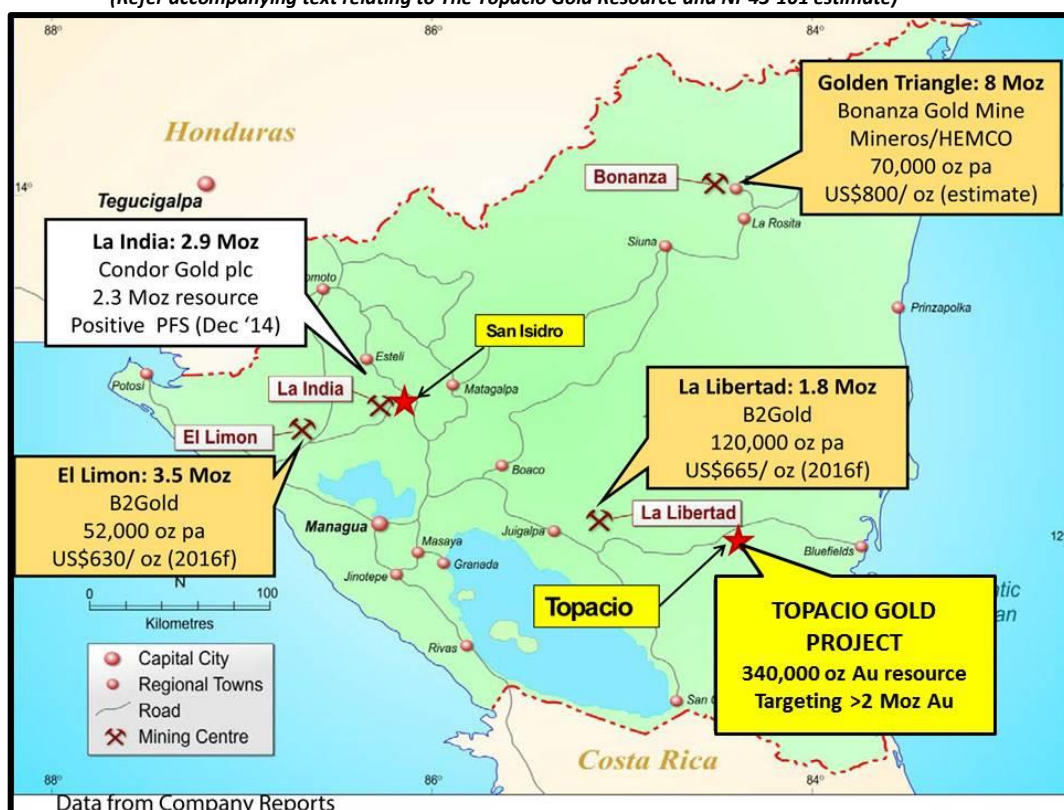 (Refer accompanying text relating to The Topacio Gold Resource and NI 43-101 estimate)
88°
86°
84°
Honduras
Golden Triangle: 8 Moz
Bonanza Gold Mine
Mineros/HEMCO
70,000 oz pa
US$800/ oz (estimate)
14°
Tegucigalpa
Bonanza
La Rosita
Siuna
Prinzapolka
La India: 2.9 Moz
Condor Gold plc
2.3 Moz resource
Positive PFS (Dec ‘14)
San Isidro
Esteli
Matagalpa
Potosi
La India
El Limon
La Libertad: 1.8 Moz
B2Gold
120,000 oz pa
US$665/ oz (2016f)
El Limon: 3.5 Moz
B2Gold
52,000 oz pa
US$630/ oz (2016f)
Boaco
La Libertad
Managua
Masaya
Granada
Jinotepe
Juigalpa
Bluefields
Rivas
Topacio
TOPACIO GOLD
PROJECT
340,000 oz Au resource
Targeting >2 Moz Au
N
0 100
Kilometres
Capital City
Regional Towns
Road
Mining Centre
San
Costa Rica
88°
86°
84°
Data from Company Reports